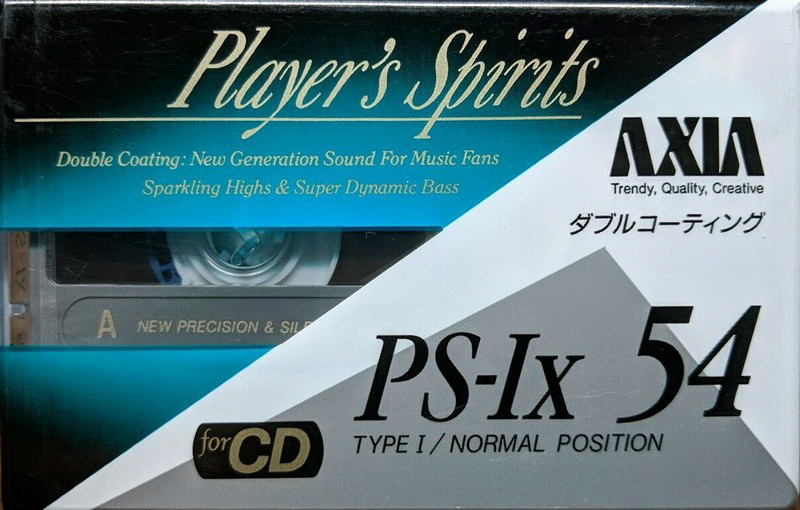 Player's Spirits
Double Coating: New Generation Sound For Music Fans
Sparkling Highs & Super Dynamic Bass
AXIA
Trendy, Quality, Creative
ダブルコーティング
A NEW PRECISION &
PS-Ix 54
for CD
TYPE I / NORMAL POSITION